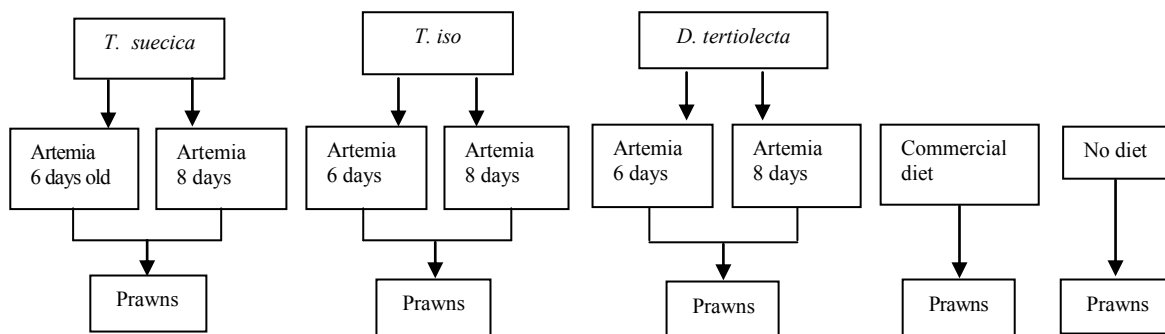 T. suecica
T. iso
D. tertiolecta
Artemia
6 days old
Artemia
8 days
Artemia
6 days
Artemia
8 days
Artemia
6 days
Artemia
8 days
Commercial
diet
No diet
Prawns
Prawns
Prawns
Prawns
Prawns